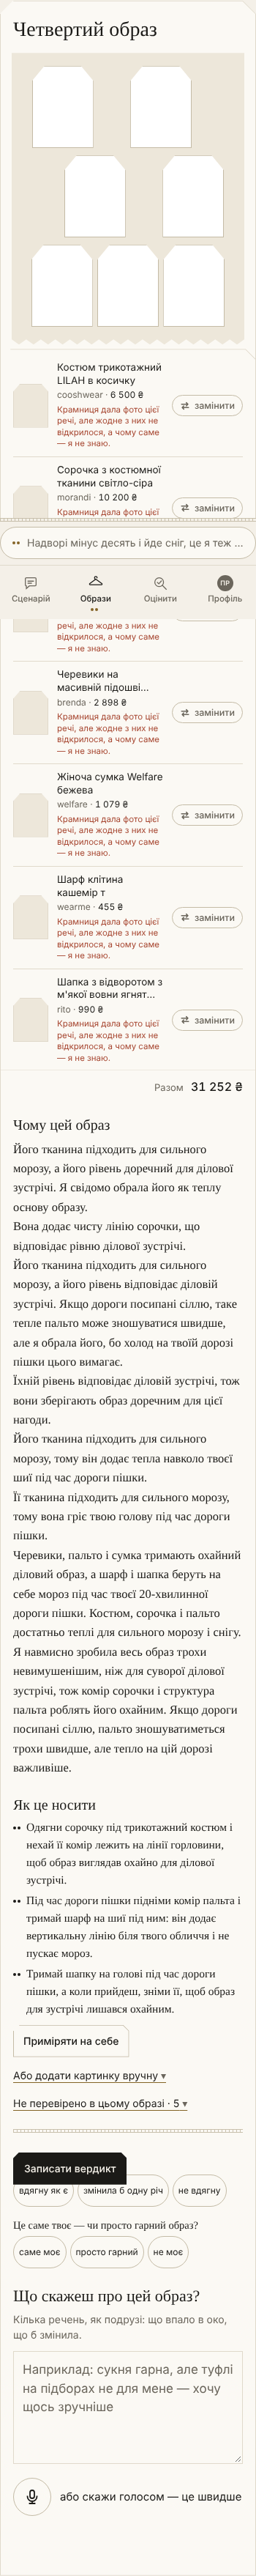 Четвертий образ
Костюм трикотажний
LILAH в косичку
cooshwear · 6 500 ₴
Крамниця дала фото цієї
речі, але жодне з них не
відкрилося, а чому саме
— я не знаю.
замінити
Сорочка з костюмної
тканини світло-сіра
morandi · 10 200 ₴
Крамниця дала фото цієї
замінити
Надворі мінус десять і йде сніг, це я теж ...
Сценарій
Образи
Оцінити
ПР
Профіль
речі, але жодне з них не
відкрилося, а чому саме
— я не знаю.
Черевики на
масивній підошві...
brenda · 2 898 ₴
Крамниця дала фото цієї
речі, але жодне з них не
відкрилося, а чому саме
— я не знаю.
замінити
Жіноча сумка Welfare
бежева
welfare · 1 079 ₴
Крамниця дала фото цієї
речі, але жодне з них не
відкрилося, а чому саме
— я не знаю.
замінити
Шарф клітина
кашемір т
wearme · 455 ₴
Крамниця дала фото цієї
речі, але жодне з них не
відкрилося, а чому саме
— я не знаю.
замінити
Шапка з відворотом з
м'якої вовни ягнят...
rito · 990 ₴
Крамниця дала фото цієї
речі, але жодне з них не
відкрилося, а чому саме
— я не знаю.
замінити
Разом 31 252 ₴
Чому цей образ
Його тканина підходить для сильного
морозу, а його рівень доречний для ділової
зустрічі. Я свідомо обрала його як теплу
основу образу.
Вона додає чисту лінію сорочки, що
відповідає рівню ділової зустрічі.
Його тканина підходить для сильного
морозу, а його рівень відповідає діловій
зустрічі. Якщо дороги посипані сіллю, таке
тепле пальто може зношуватися швидше,
але я обрала його, бо холод на твоїй дорозі
пішки цього вимагає.
Їхній рівень відповідає діловій зустрічі, тож
вони зберігають образ доречним для цієї
нагоди.
Його тканина підходить для сильного
морозу, тому він додає тепла навколо твоєї
шиї під час дороги пішки.
Її тканина підходить для сильного морозу,
тому вона гріє твою голову під час дороги
пішки.
Черевики, пальто і сумка тримають охайний
діловий образ, а шарф і шапка беруть на
себе мороз під час твоєї 20-хвилинної
дороги пішки. Костюм, сорочка і пальто
достатньо теплі для сильного морозу і снігу.
Я навмисно зробила весь образ трохи
невимушенішим, ніж для суворої ділової
зустрічі, тож комір сорочки і структура
пальта роблять його охайним. Якщо дороги
посипані сіллю, пальто зношуватиметься
трохи швидше, але тепло на цій дорозі
важливіше.
Як це носити
Одягни сорочку під трикотажний костюм і
нехай її комір лежить на лінії горловини,
щоб образ виглядав охайно для ділової
зустрічі.
Під час дороги пішки підніми комір пальта і
тримай шарф на шиї під ним: він додає
вертикальну лінію біля твого обличчя і не
пускає мороз.
Тримай шапку на голові під час дороги
пішки, а коли прийдеш, зніми її, щоб образ
для зустрічі лишався охайним.
Приміряти на себе
Або додати картинку вручну ▾
Не перевірено в цьому образі · 5 ▾
Записати вердикт
вдягну як є
змінила б одну річ
не вдягну
Це саме твоє — чи просто гарний образ?
саме моє
просто гарний
не моє
Що скажеш про цей образ?
Кілька речень, як подрузі: що впало в око,
що б змінила.
Наприклад: сукня гарна, але туфлі
на підборах не для мене — хочу
щось зручніше
або скажи голосом — це швидше